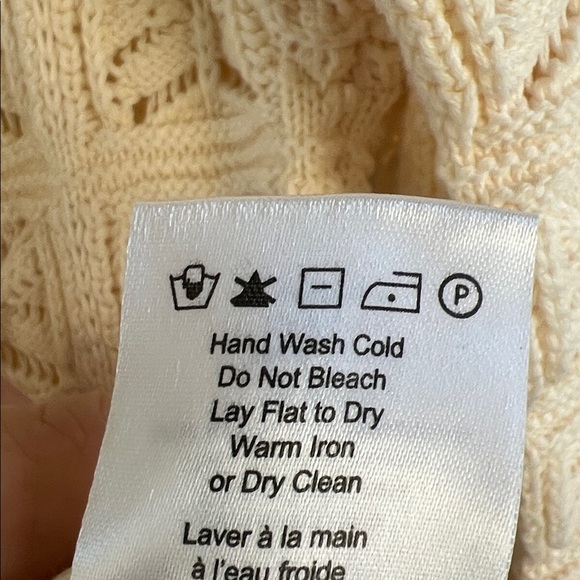 P
Hand Wash Cold
Do Not Bleach
Lay Flat to Dry
Warm Iron
or Dry Clean
Laver à la main
à l'eau froide